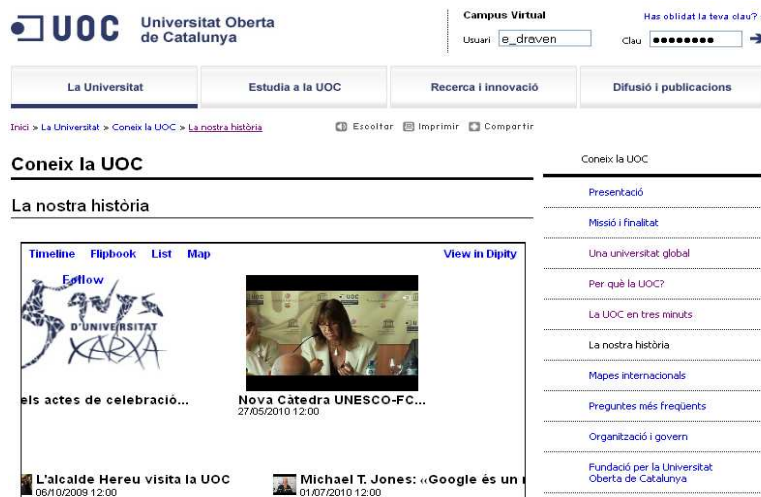 UOC
Universitat Oberta
de Catalunya
Campus Virtual
Has oblidat la teva clau?
Usuari e_draven
Clau ●●●●●●●●
La Universitat
Estudia a la UOC
Recerca i innovació
Difusió i publicacions
Inici > La Universitat > Coneix la UOC > La nostra història
Escoltar Imprimir Compartir
Coneix la UOC
La nostra història
Timeline Flipbook List Map
View in Dipity
Follow
5 anys
D'UNIVERSITAT
XARXA
els actes de celebració...
Nova Càtedra UNESCO-FC...
27/05/2010 12:00
L'alcalde Hereu visita la UOC
06/10/2009 12:00
Michael T. Jones: «Google és un
01/07/2010 12:00
Coneix la UOC
Presentació
Missió i finalitat
Una universitat global
Per què la UOC?
La UOC en tres minuts
La nostra història
Mapes internacionals
Preguntes més freqüents
Organització i govern
Fundació per la Universitat
Oberta de Catalunya